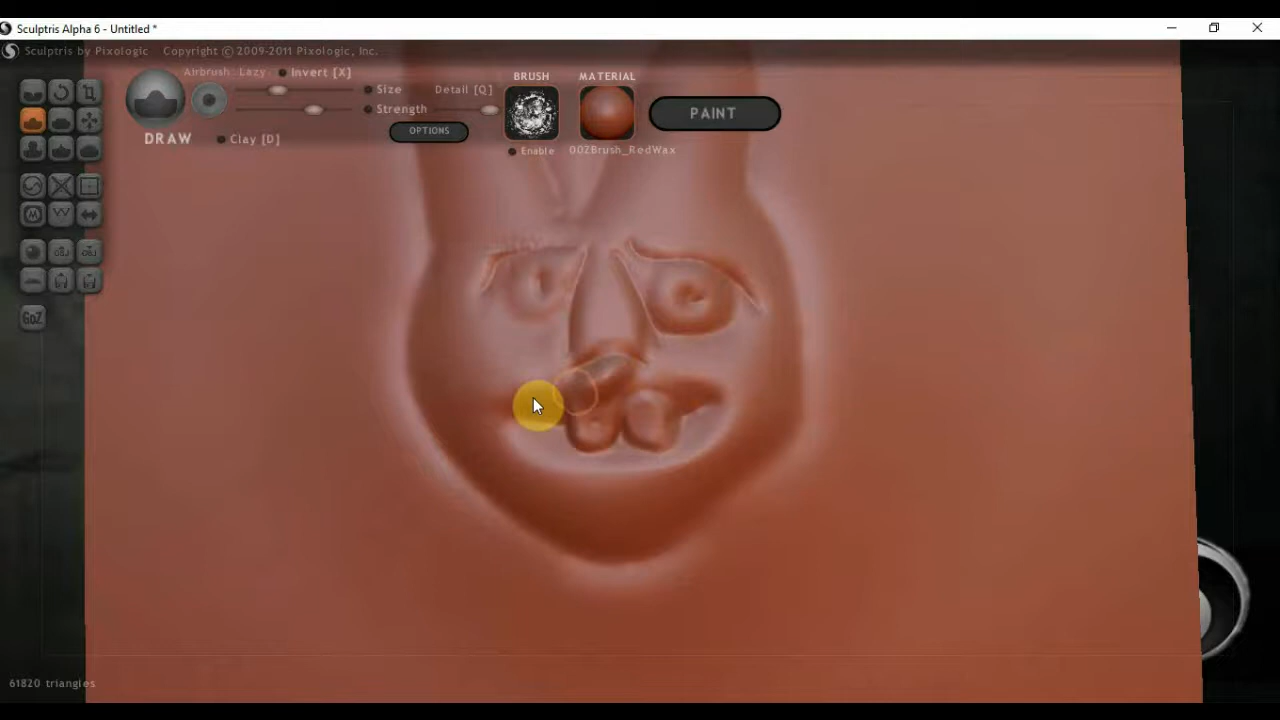 Sculptris Alpha 6 - Untitled *
Sculptris by Pixologic Copyright © 2009-2011 Pixologic, Inc.
Airbrush Lazy Invert [X]
BRUSH
MATERIAL
Size
Detail [Q]
Strength
PAINT
OPTIONS
DRAW
Clay [D]
Enable
00ZBrush_RedWax
GoZ
61820 triangles